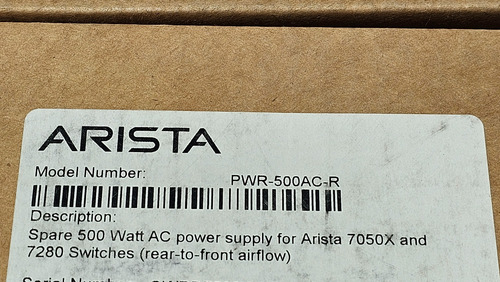 ARISTA
Model Number: PWR-500AC-R
Description:
Spare 500 Watt AC power supply for Arista 7050X and
7280 Switches (rear-to-front airflow)